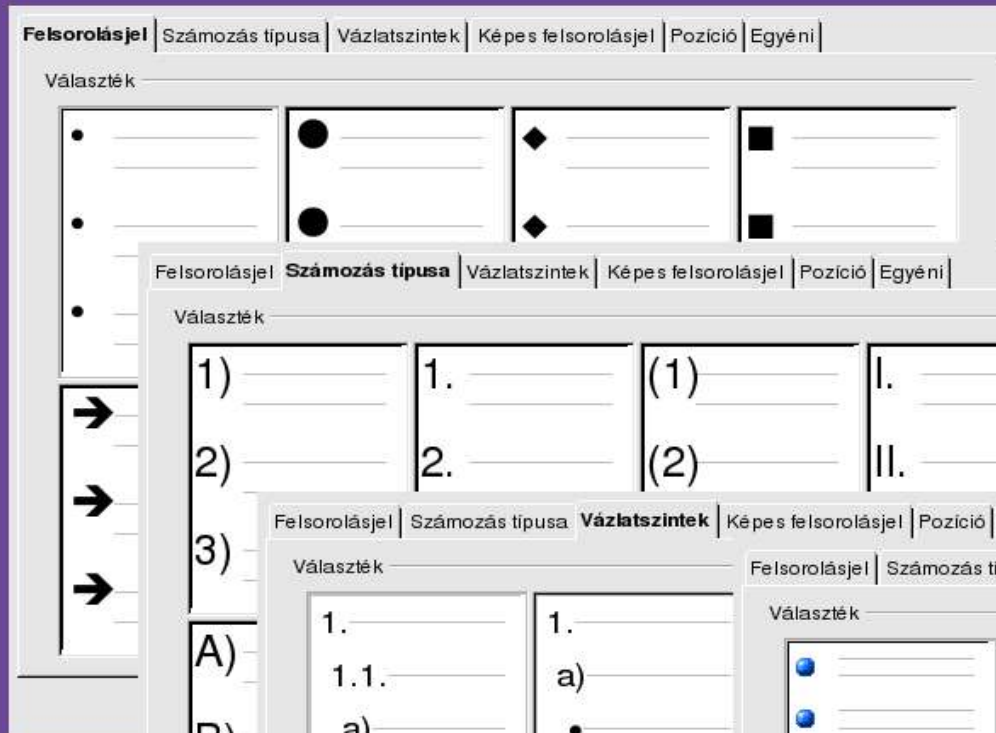 Felsorolásjel Számozás típusa Vázlatszintek Képes felsorolásjel Pozíció Egyéni
Választék
Felsorolásjel Számozás típusa Vázlatszintek Képes felsorolásjel Pozíció Egyéni
Választék
1) 1. (1) I.
2) 2. (2) II.
3)
A)
B)
Felsorolásjel Számozás típusa Vázlatszintek Képes felsorolásjel Pozíció
Választék
1. 1.
1.1. a)
a)
Felsorolásjel Számozás tí
Választék